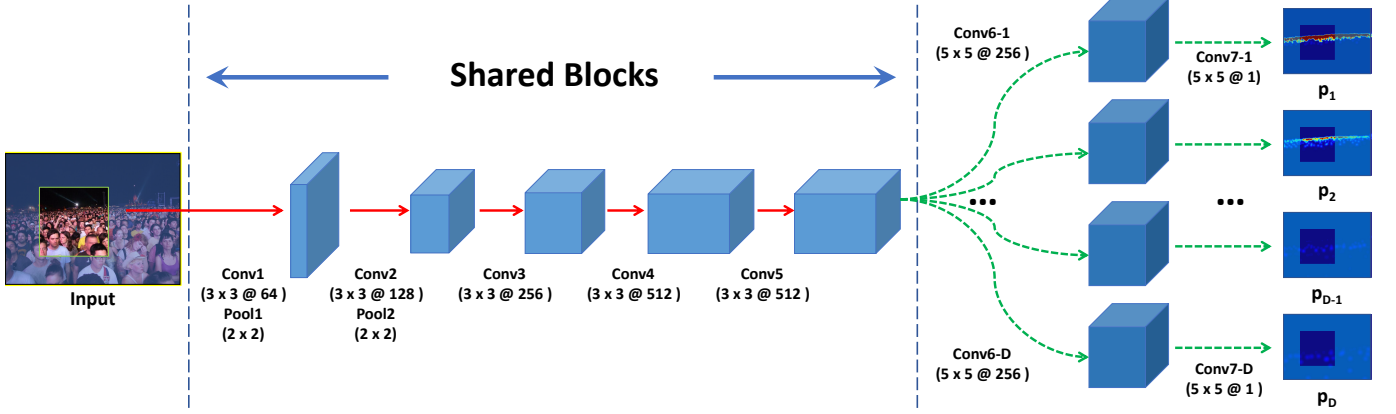 Shared Blocks
Input
Conv1
(3 x 3 @ 64 )
Pool1
(2 x 2)
Conv2
(3 x 3 @ 128 )
Pool2
(2 x 2)
Conv3
(3 x 3 @ 256 )
Conv4
(3 x 3 @ 512 )
Conv5
(3 x 3 @ 512 )
Conv6-1
(5 x 5 @ 256 )
...
Conv6-D
(5 x 5 @ 256 )
Conv7-1
(5 x 5 @ 1)
...
Conv7-D
(5 x 5 @ 1 )
p1
p2
pD-1
pD